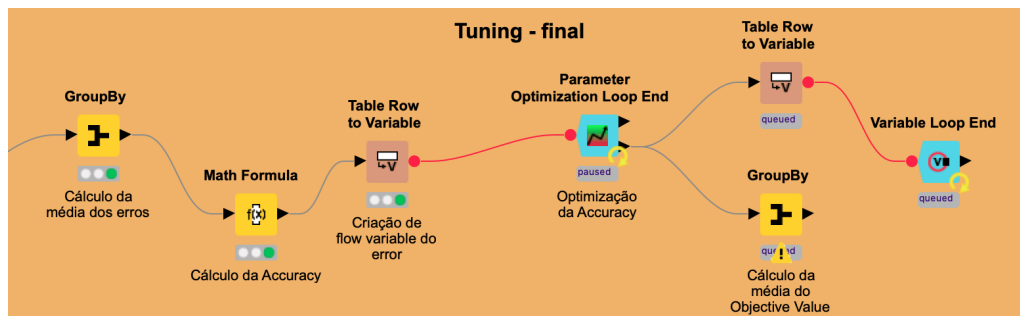 Tuning - final
GroupBy
Cálculo da
média dos erros
Math Formula
f(x)
Cálculo da Accuracy
Table Row
to Variable
V
Criação de
flow variable do
error
Parameter
Optimization Loop End
paused
Optimização
da Accuracy
Table Row
to Variable
V
queued
GroupBy
Cálculo da
média do
Objective Value
Variable Loop End
V
queued